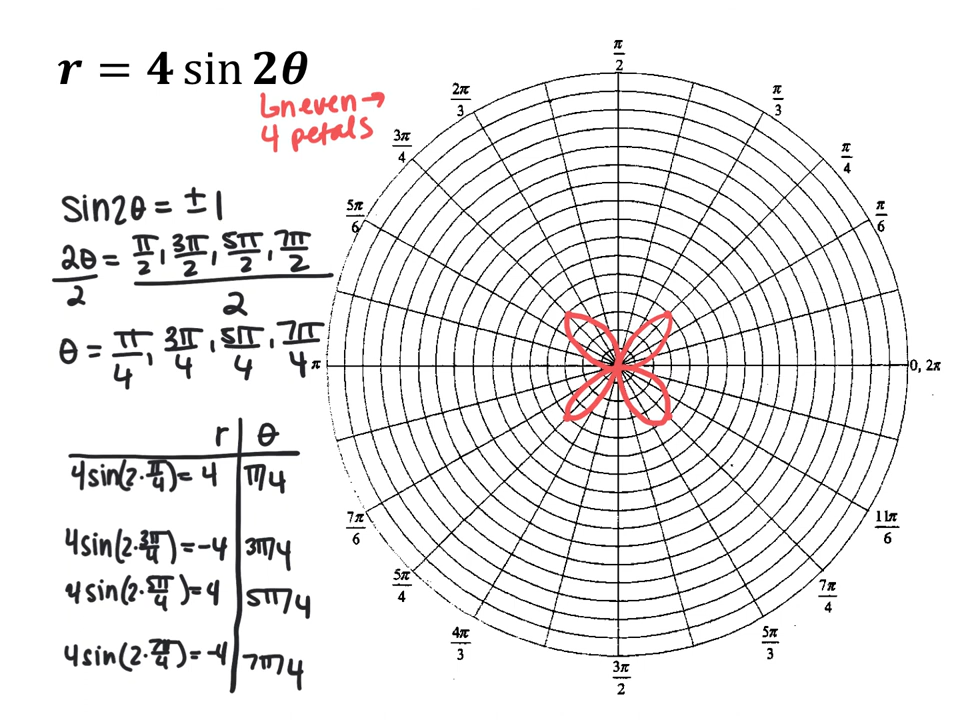 r = 4 sin 2θ
↳ n even →
4 petals
sin2θ = ±1
2θ = π/2, 3π/2, 5π/2, 7π/2
2 2
θ = π/4, 3π/4, 5π/4, 7π/4
r θ
4sin(2·π/4) = 4 π/4
4sin(2·3π/4) = -4 3π/4
4sin(2·5π/4) = 4 5π/4
4sin(2·7π/4) = -4 7π/4
π/2
2π/3 π/3
3π/4 π/4
5π/6 π/6
π 0, 2π
7π/6 11π/6
5π/4 7π/4
4π/3 5π/3
3π/2